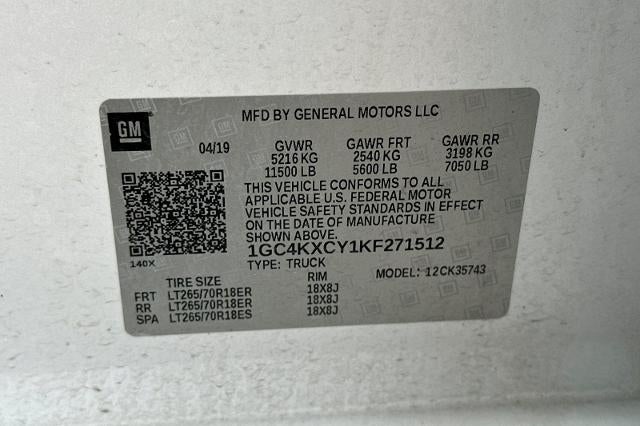 GM
MFD BY GENERAL MOTORS LLC
04/19 GVWR GAWR FRT GAWR RR
5216 KG 2540 KG 3198 KG
11500 LB 5600 LB 7050 LB
THIS VEHICLE CONFORMS TO ALL
APPLICABLE U.S. FEDERAL MOTOR
VEHICLE SAFETY STANDARDS IN EFFECT
ON THE DATE OF MANUFACTURE
SHOWN ABOVE.
140X
1GC4KXCY1KF271512
TYPE: TRUCK MODEL: 12CK35743
TIRE SIZE RIM
FRT LT265/70R18ER 18X8J
RR LT265/70R18ER 18X8J
SPA LT265/70R18ES 18X8J